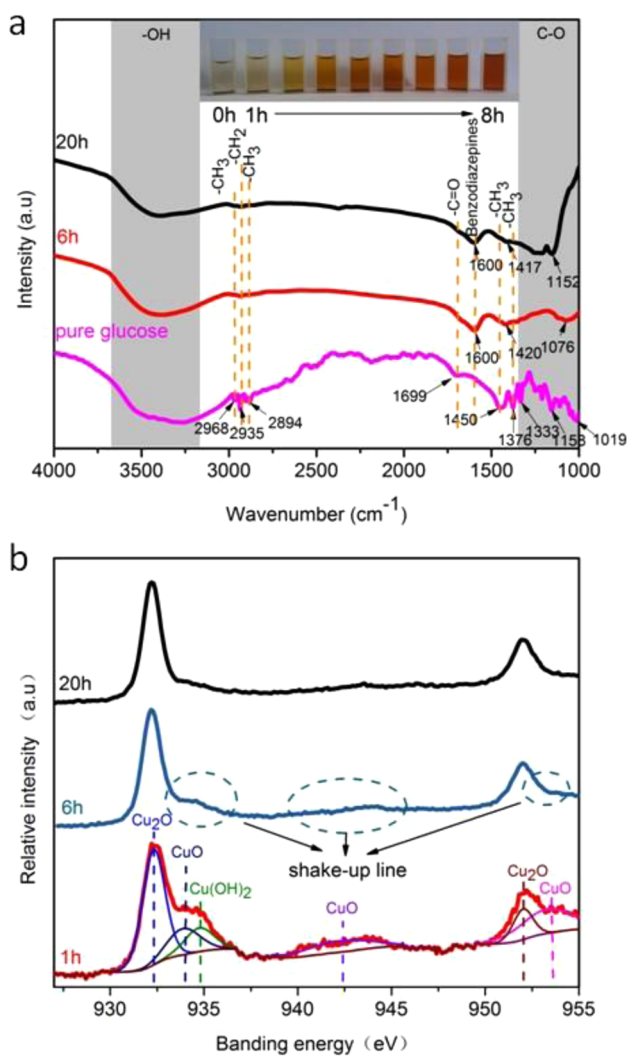 a
-OH
C-O
0h 1h 8h
-CH3
-CH2
-CH3
-C=O
Benzodiazepines
-CH3
-CH3
20h
1600
1417
1152
6h
1600
1420
1076
pure glucose
2968
2935
2894
1699
1450
1376
1333
1153
1019
Intensity (a.u)
4000 3500 3000 2500 2000 1500 1000
Wavenumber (cm-1)
b
20h
6h
shake-up line
Cu2O
CuO
Cu(OH)2
CuO
Cu2O
CuO
1h
Relative intensity (a.u)
930 935 940 945 950 955
Banding energy (eV)